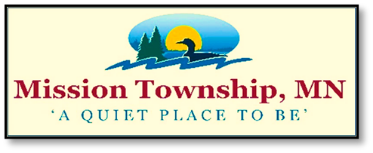 Mission Township, MN
‘A QUIET PLACE TO BE’